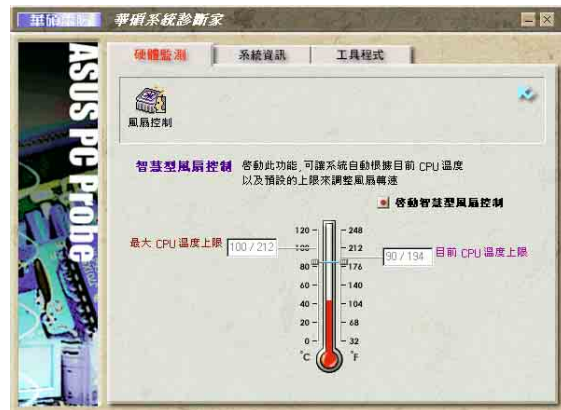 華碩電腦 華碩系統診斷家
ASUS PC Probe
硬體監測 系統資訊 工具程式
風扇控制
智慧型風扇控制 啓動此功能,可讓系統自動根據目前 CPU 溫度
以及預設的上限來調整風扇轉速
啓動智慧型風扇控制
最大 CPU 溫度上限 100 / 212
90 / 194 目前 CPU 溫度上限
120 248
100 212
80 176
60 140
40 104
20 68
0 32
°C °F